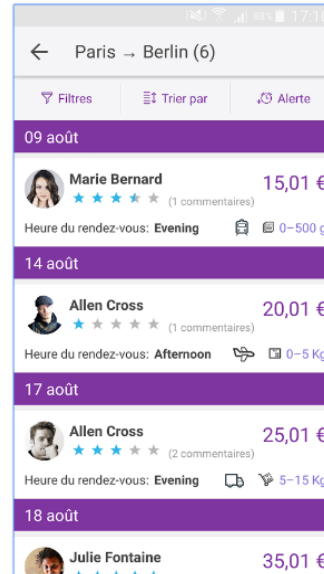 88% 17:10
← Paris → Berlin (6)
Filtres Trier par Alerte
09 août
Marie Bernard
15,01 €
(1 commentaires)
Heure du rendez-vous: Evening 0–500 g
14 août
Allen Cross
20,01 €
(1 commentaires)
Heure du rendez-vous: Afternoon 0–5 Kg
17 août
Allen Cross
25,01 €
(2 commentaires)
Heure du rendez-vous: Evening 5–15 Kg
18 août
Julie Fontaine
35,01 €